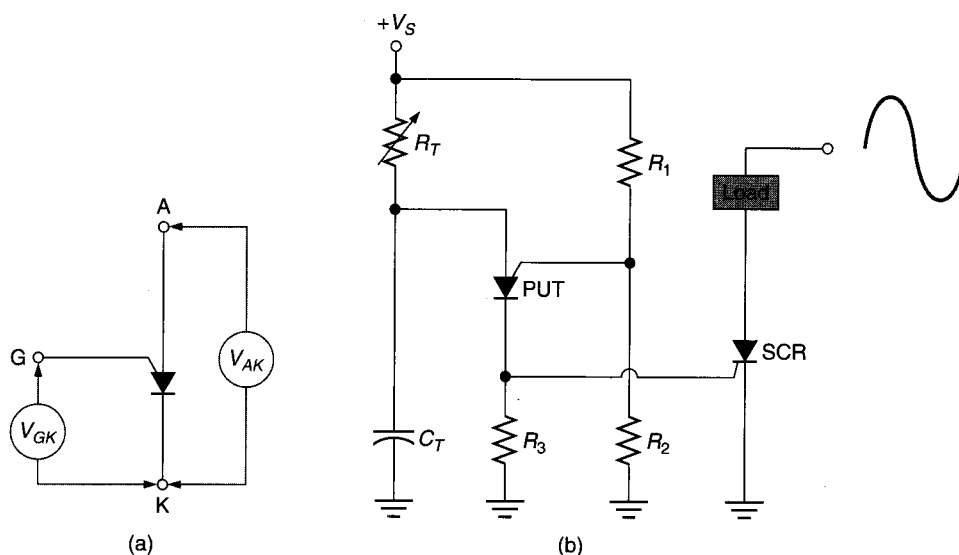 +V_S
R_T
R_1
Load
A
PUT
G
V_AK
SCR
V_GK
C_T
R_3
R_2
K
(a)
(b)